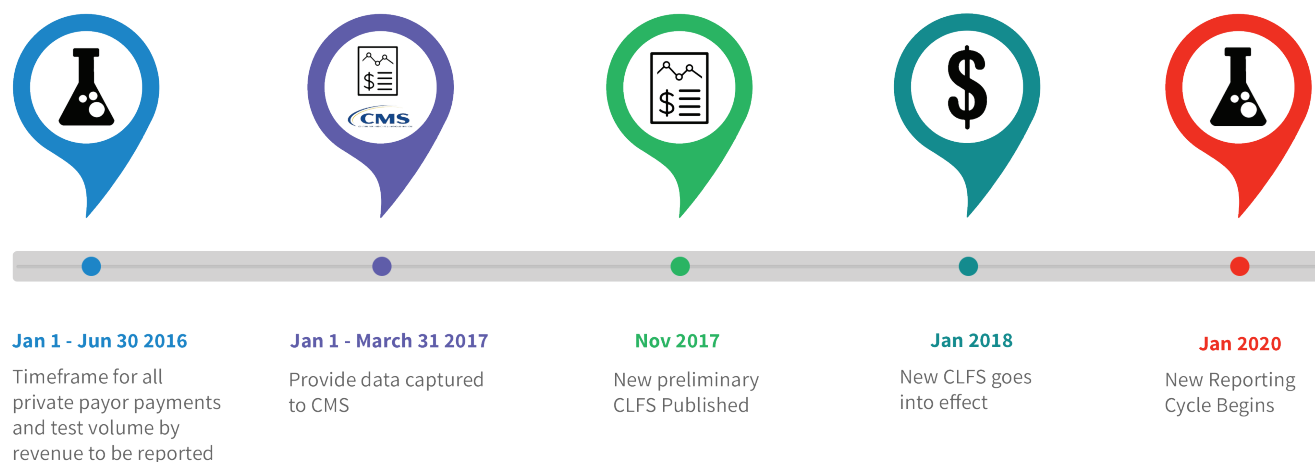 CMS
Jan 1 - Jun 30 2016
Timeframe for all
private payor payments
and test volume by
revenue to be reported
Jan 1 - March 31 2017
Provide data captured
to CMS
Nov 2017
New preliminary
CLFS Published
Jan 2018
New CLFS goes
into effect
Jan 2020
New Reporting
Cycle Begins